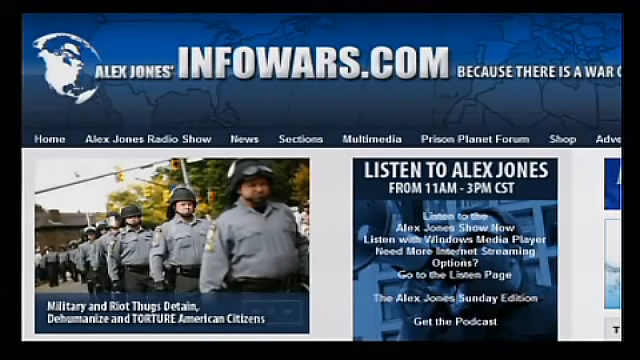 ALEX JONES' INFOWARS.COM BECAUSE THERE IS A WAR
Home Alex Jones Radio Show News Sections Multimedia Prison Planet Forum Shop
LISTEN TO ALEX JONES
FROM 11AM - 3PM CST
Listen to the
Alex Jones Show Now
Listen with Windows Media Player
Need More Internet Streaming
Options?
Go to the Listen Page
The Alex Jones Sunday Edition
Get the Podcast
Military and Riot Thugs Detain,
Dehumanize and TORTURE American Citizens